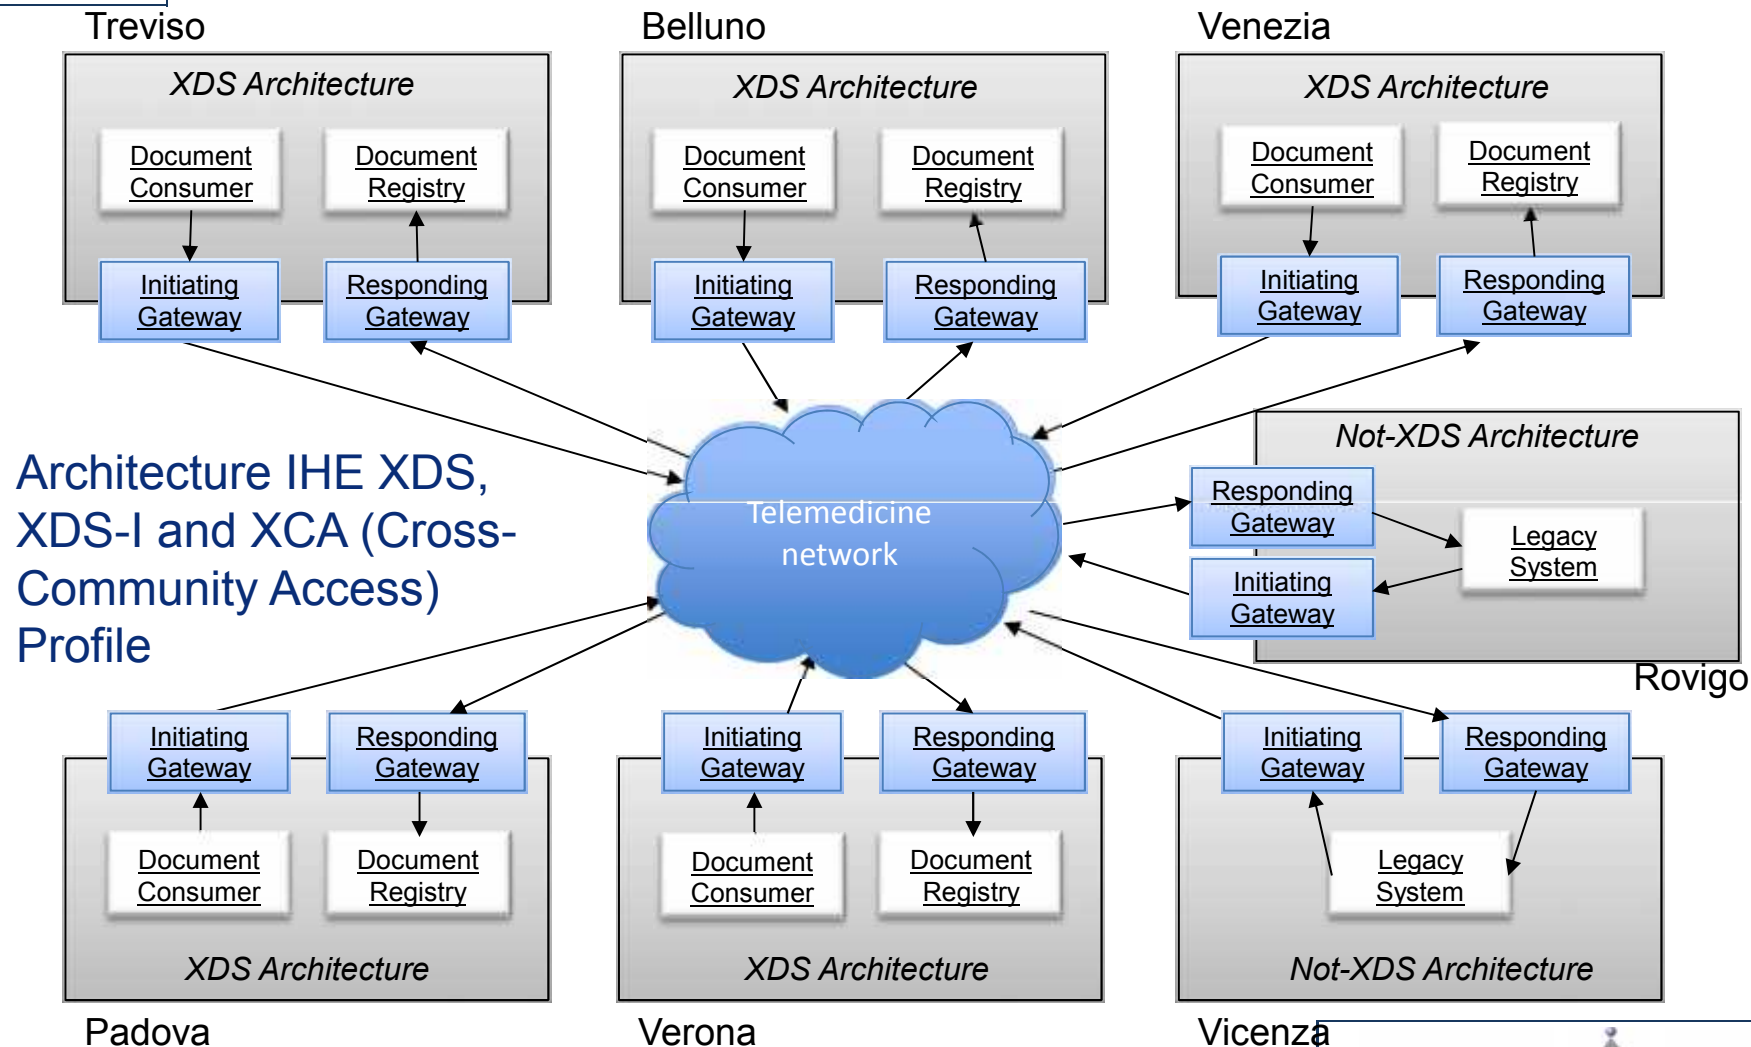 Treviso
Belluno
Venezia
XDS Architecture
XDS Architecture
XDS Architecture
Document
Consumer
Document
Registry
Document
Consumer
Document
Registry
Document
Consumer
Document
Registry
Initiating
Gateway
Responding
Gateway
Initiating
Gateway
Responding
Gateway
Initiating
Gateway
Responding
Gateway
Architecture IHE XDS,
XDS-I and XCA (Cross-
Community Access)
Profile
Telemedicine
network
Not-XDS Architecture
Responding
Gateway
Legacy
System
Initiating
Gateway
Rovigo
Initiating
Gateway
Responding
Gateway
Initiating
Gateway
Responding
Gateway
Initiating
Gateway
Responding
Gateway
Document
Consumer
Document
Registry
Document
Consumer
Document
Registry
Legacy
System
XDS Architecture
XDS Architecture
Not-XDS Architecture
Padova
Verona
Vicenza